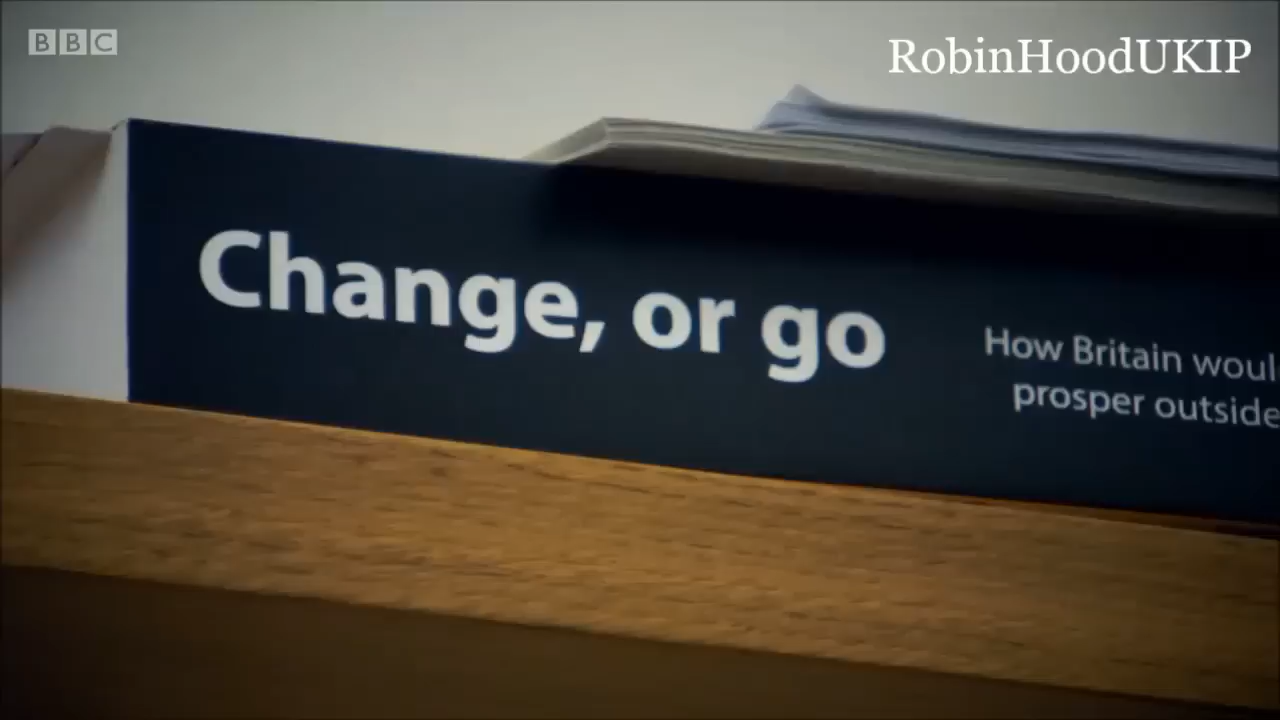 BBC
RobinHoodUKIP
Change, or go
How Britain woul
prosper outside